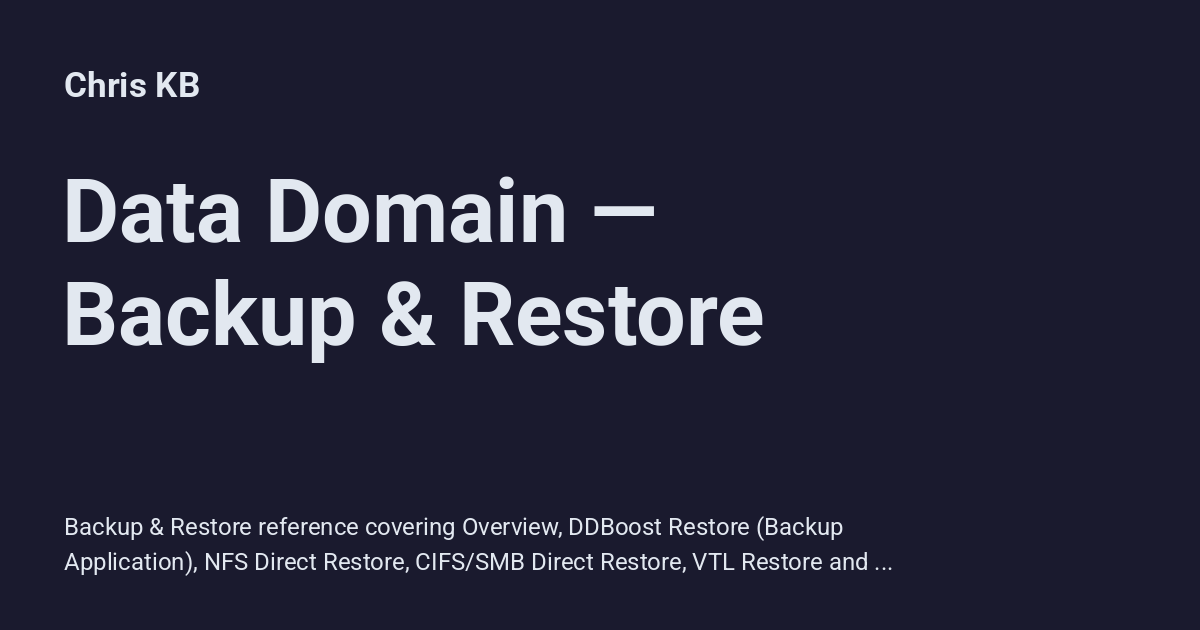 Chris KB
Data Domain —
Backup & Restore
Backup & Restore reference covering Overview, DDBoost Restore (Backup
Application), NFS Direct Restore, CIFS/SMB Direct Restore, VTL Restore and ...